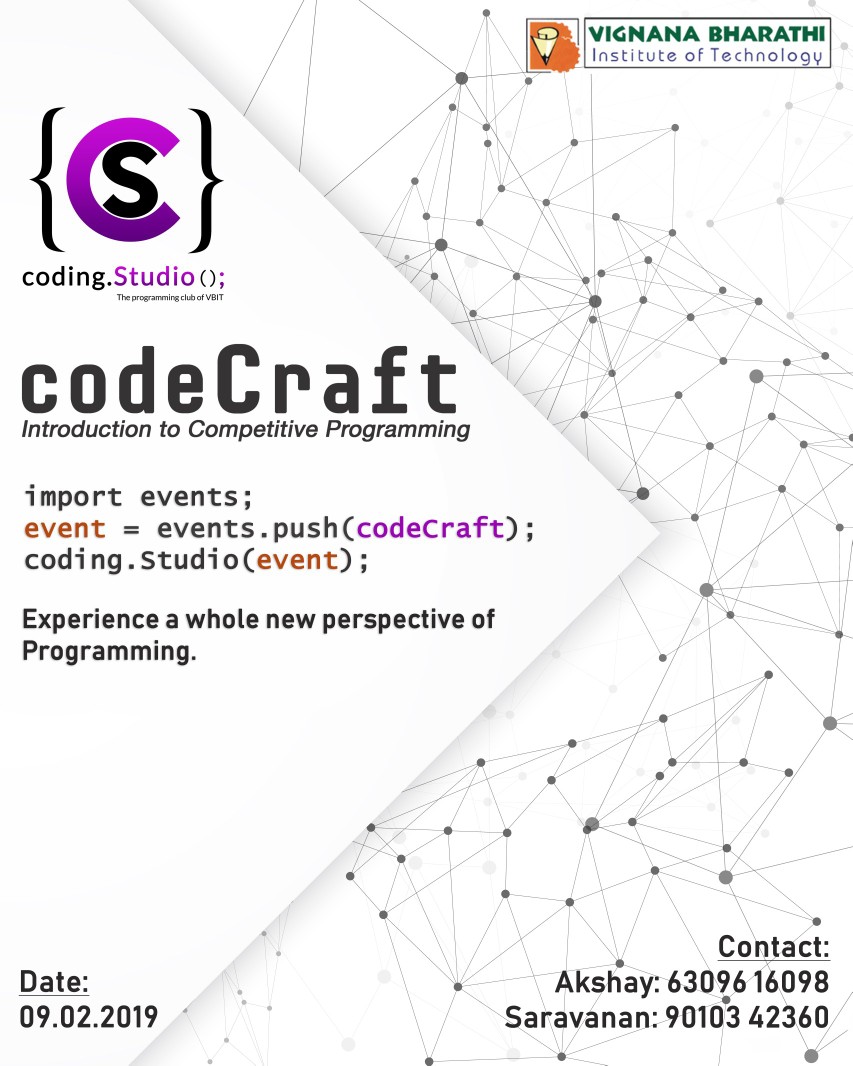 VIGNANA BHARATHI
Institute of Technology
{CS}
coding.Studio();
The programming club of VBIT
codeCraft
Introduction to Competitive Programming
import events;
event = events.push(codeCraft);
coding.Studio(event);
Experience a whole new perspective of
Programming.
Date:
09.02.2019
Contact:
Akshay: 63096 16098
Saravanan: 90103 42360